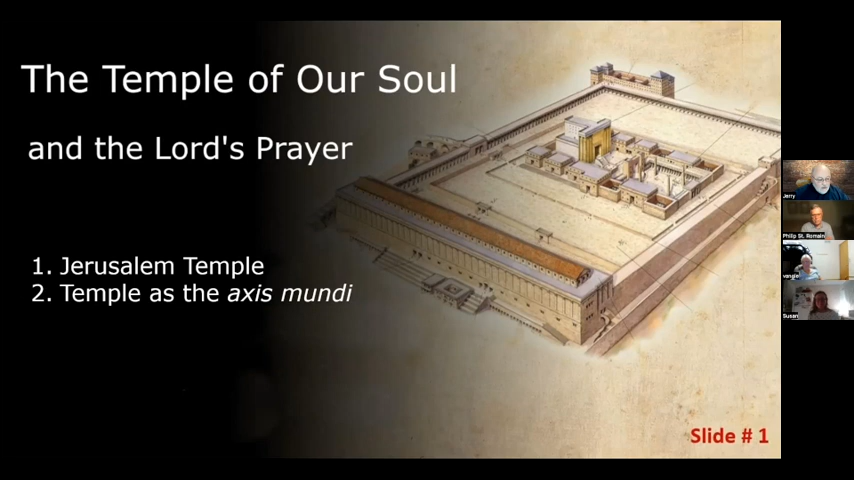 The Temple of Our Soul
and the Lord's Prayer
1. Jerusalem Temple
2. Temple as the axis mundi
Slide # 1
Jerry
Philip St. Romain
vangie
Susan